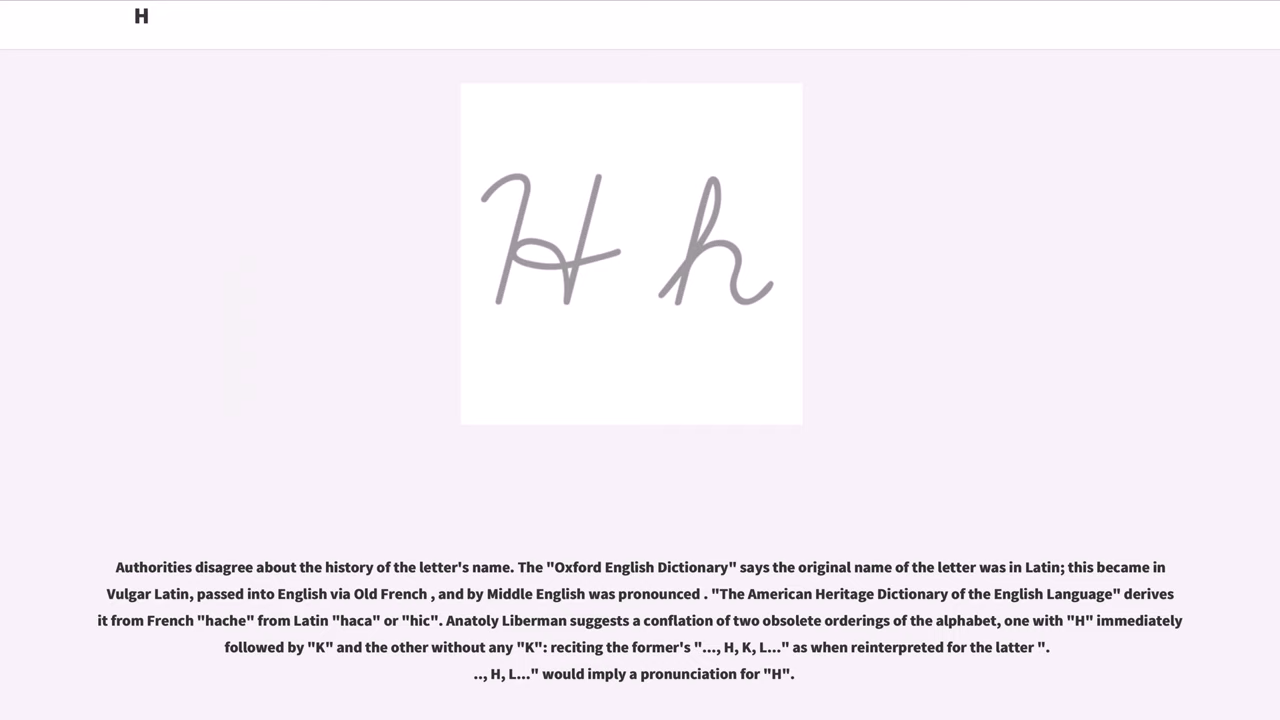 H
H h
Authorities disagree about the history of the letter's name. The "Oxford English Dictionary" says the original name of the letter was in Latin; this became in
Vulgar Latin, passed into English via Old French , and by Middle English was pronounced . "The American Heritage Dictionary of the English Language" derives
it from French "hache" from Latin "haca" or "hic". Anatoly Liberman suggests a conflation of two obsolete orderings of the alphabet, one with "H" immediately
followed by "K" and the other without any "K": reciting the former's "..., H, K, L..." as when reinterpreted for the latter ".
.., H, L..." would imply a pronunciation for "H".